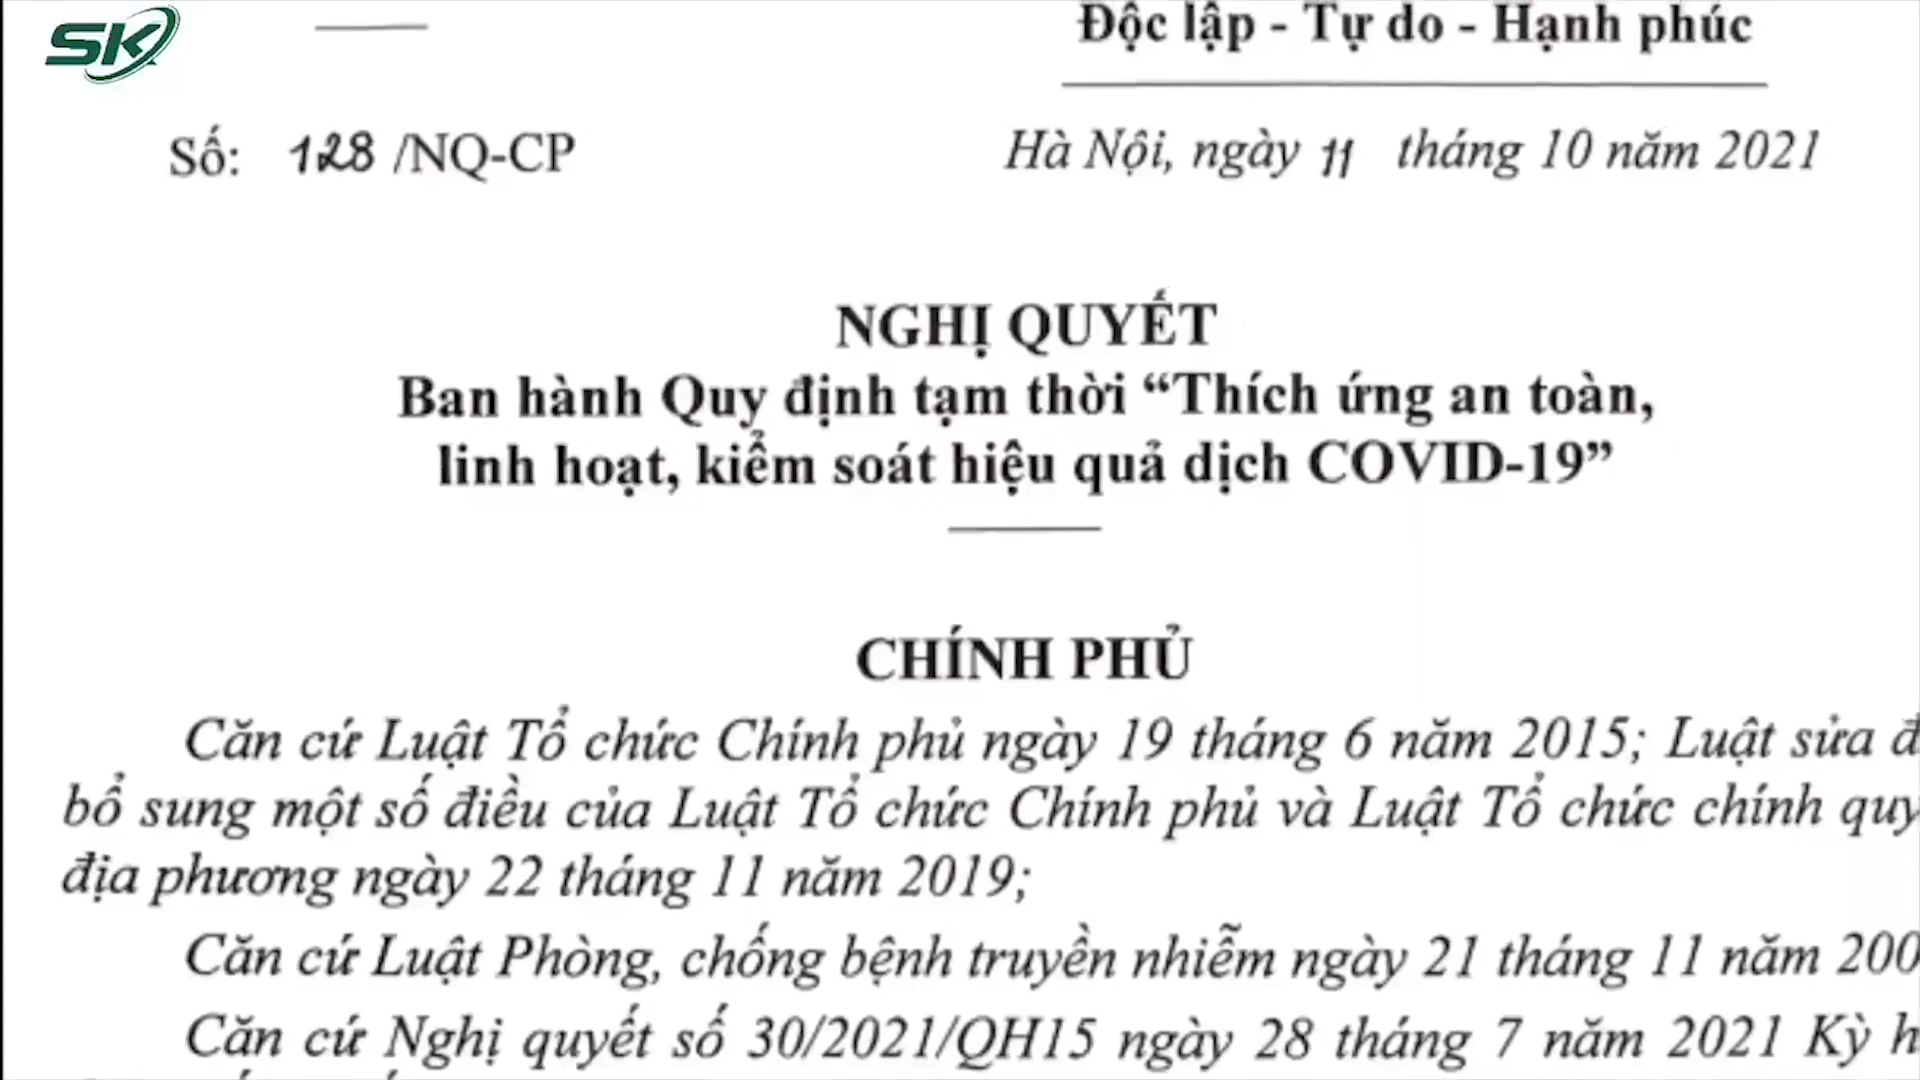 SK
Độc lập - Tự do - Hạnh phúc
Số: 128 /NQ-CP
Hà Nội, ngày 11 tháng 10 năm 2021
NGHỊ QUYẾT
Ban hành Quy định tạm thời “Thích ứng an toàn,
linh hoạt, kiểm soát hiệu quả dịch COVID-19”
CHÍNH PHỦ
Căn cứ Luật Tổ chức Chính phủ ngày 19 tháng 6 năm 2015; Luật sửa đ
bổ sung một số điều của Luật Tổ chức Chính phủ và Luật Tổ chức chính quy
địa phương ngày 22 tháng 11 năm 2019;
Căn cứ Luật Phòng, chống bệnh truyền nhiễm ngày 21 tháng 11 năm 200
Căn cứ Nghị quyết số 30/2021/QH15 ngày 28 tháng 7 năm 2021 Kỳ h